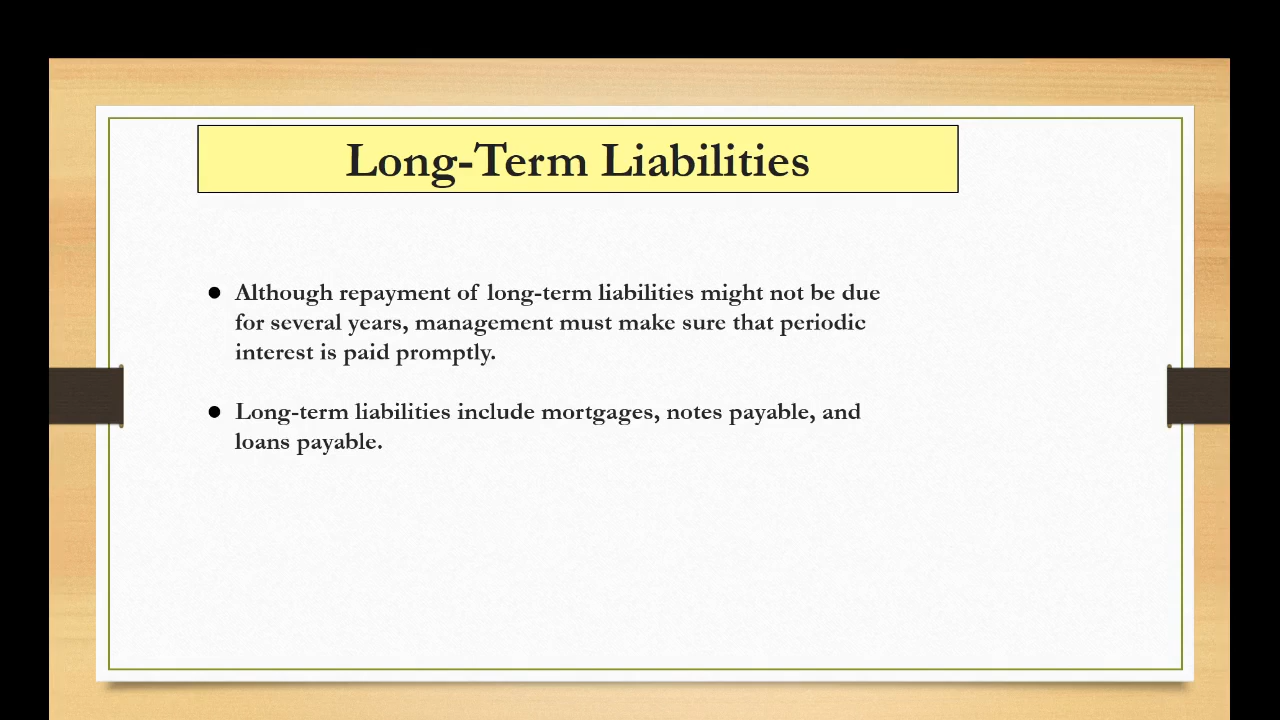 Long-Term Liabilities
● Although repayment of long-term liabilities might not be due
for several years, management must make sure that periodic
interest is paid promptly.
● Long-term liabilities include mortgages, notes payable, and
loans payable.